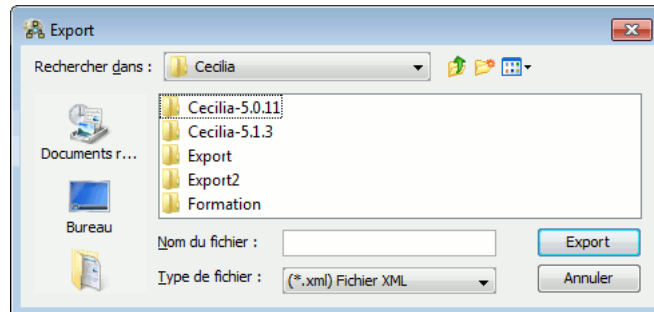 Export
Rechercher dans :
Cecilia
Cecilia-5.0.11
Cecilia-5.1.3
Documents r...
Export
Export2
Formation
Bureau
Nom du fichier :
Export
Type de fichier :
(*.xml) Fichier XML
Annuler